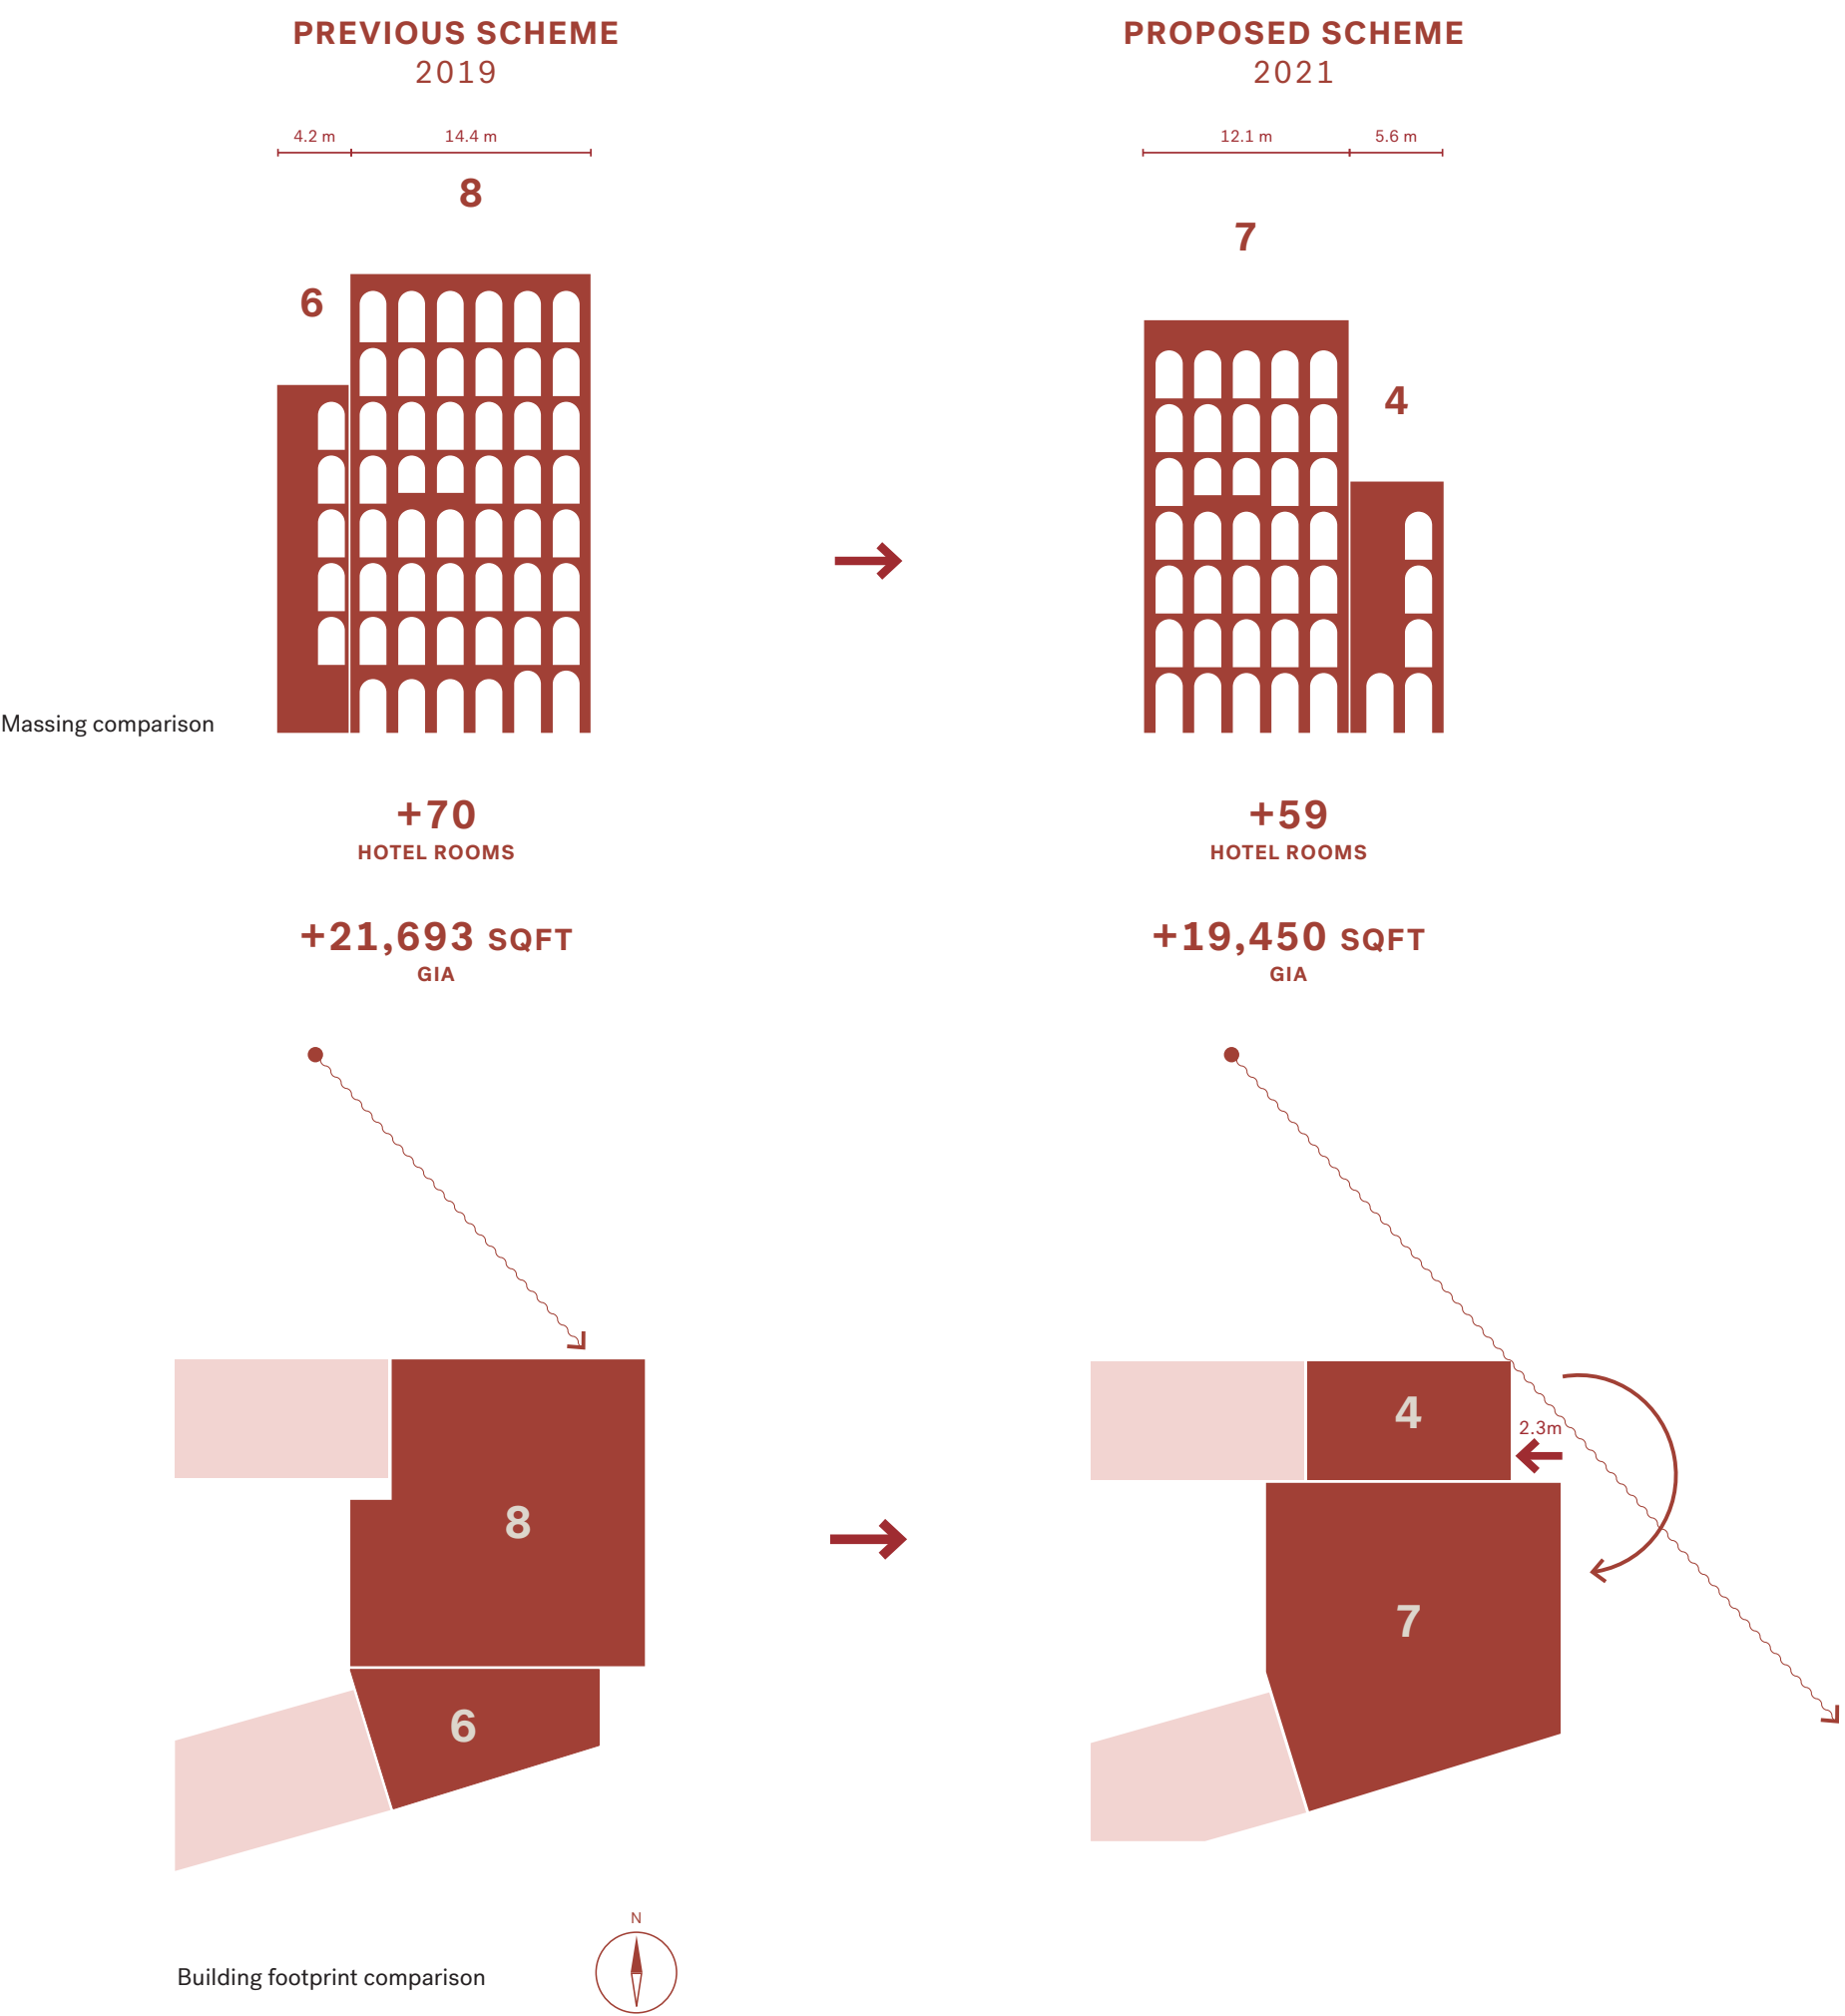 PREVIOUS SCHEME
2019
4.2 m
14.4 m
8
6
PROPOSED SCHEME
2021
12.1 m
5.6 m
7
4
Massing comparison
+70
HOTEL ROOMS
+21,693 SQFT
GIA
+59
HOTEL ROOMS
+19,450 SQFT
GIA
8
6
4
2.3m
7
N
Building footprint comparison